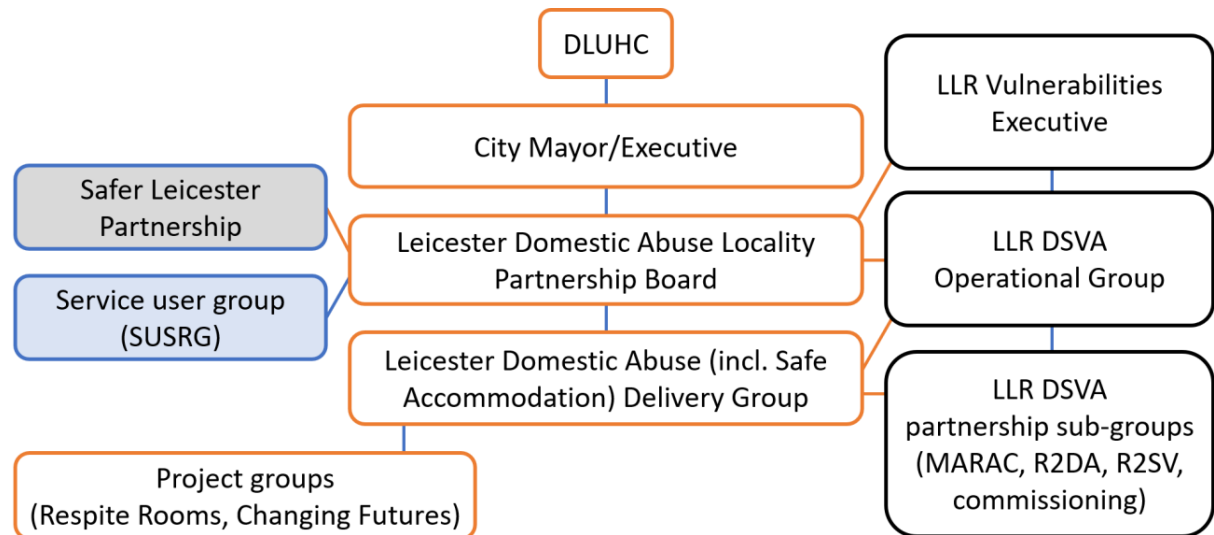 DLUHC
LLR Vulnerabilities
Executive
City Mayor/Executive
Safer Leicester
Partnership
Leicester Domestic Abuse Locality
Partnership Board
LLR DSVA
Operational Group
Service user group
(SUSRG)
Leicester Domestic Abuse (incl. Safe
Accommodation) Delivery Group
LLR DSVA
partnership sub-groups
(MARAC, R2DA, R2SV,
commissioning)
Project groups
(Respite Rooms, Changing Futures)